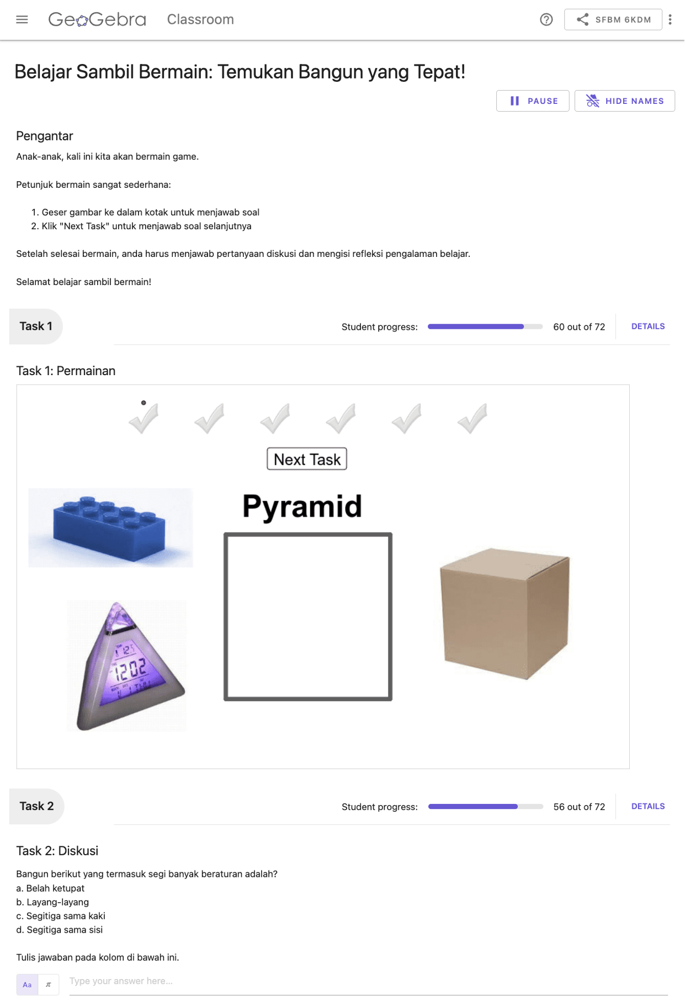 GeoGebra Classroom SFBM 6KDM
Belajar Sambil Bermain: Temukan Bangun yang Tepat!
PAUSE HIDE NAMES
Pengantar
Anak-anak, kali ini kita akan bermain game.
Petunjuk bermain sangat sederhana:
1. Geser gambar ke dalam kotak untuk menjawab soal
2. Klik "Next Task" untuk menjawab soal selanjutnya
Setelah selesai bermain, anda harus menjawab pertanyaan diskusi dan mengisi refleksi pengalaman belajar.
Selamat belajar sambil bermain!
Task 1 Student progress: 60 out of 72 DETAILS
Task 1: Permainan
Next Task
Pyramid
1202
Task 2 Student progress: 56 out of 72 DETAILS
Task 2: Diskusi
Bangun berikut yang termasuk segi banyak beraturan adalah?
a. Belah ketupat
b. Layang-layang
c. Segitiga sama kaki
d. Segitiga sama sisi
Tulis jawaban pada kolom di bawah ini.
Aa π Type your answer here...